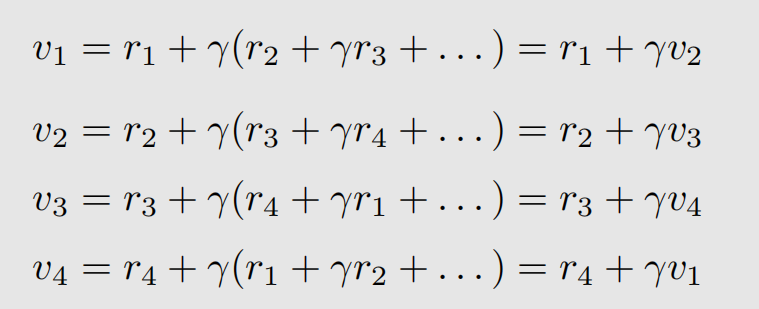 v₁ = r₁ + γ(r₂ + γr₃ + . . .) = r₁ + γv₂
v₂ = r₂ + γ(r₃ + γr₄ + . . .) = r₂ + γv₃
v₃ = r₃ + γ(r₄ + γr₁ + . . .) = r₃ + γv₄
v₄ = r₄ + γ(r₁ + γr₂ + . . .) = r₄ + γv₁